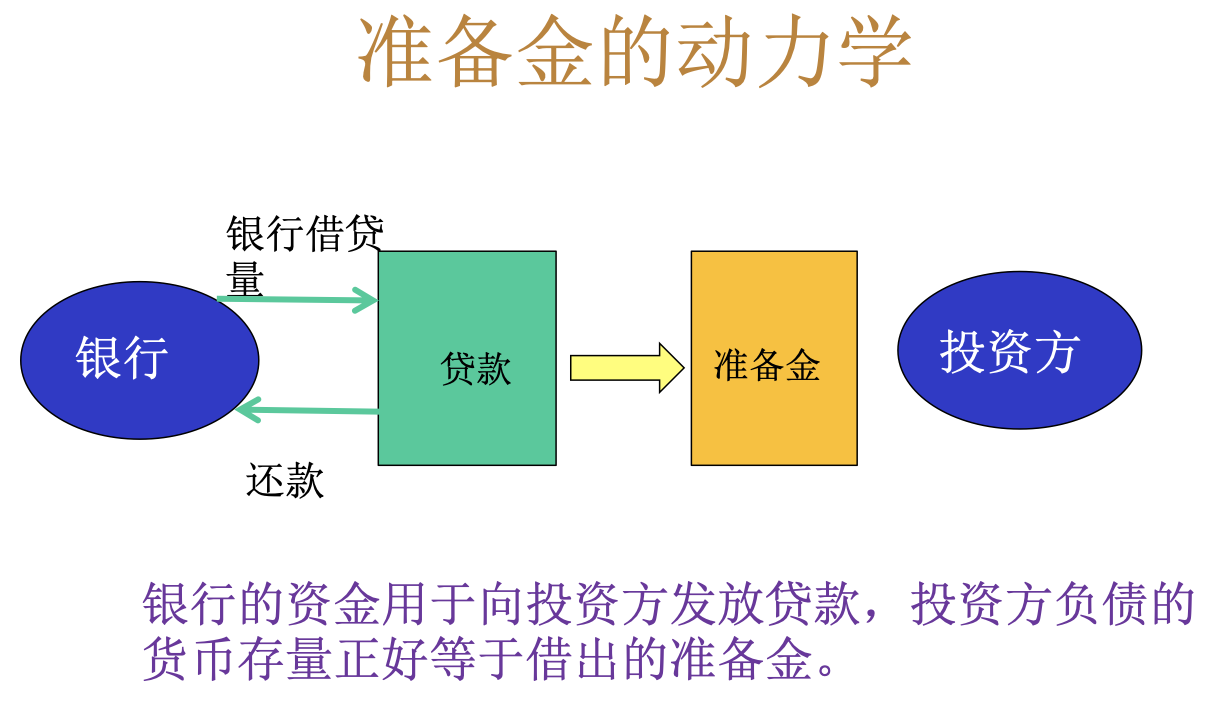 准备金的动力学
银行借贷
量
银行
贷款
准备金
投资方
还款
银行的资金用于向投资方发放贷款，投资方负债的
货币存量正好等于借出的准备金。